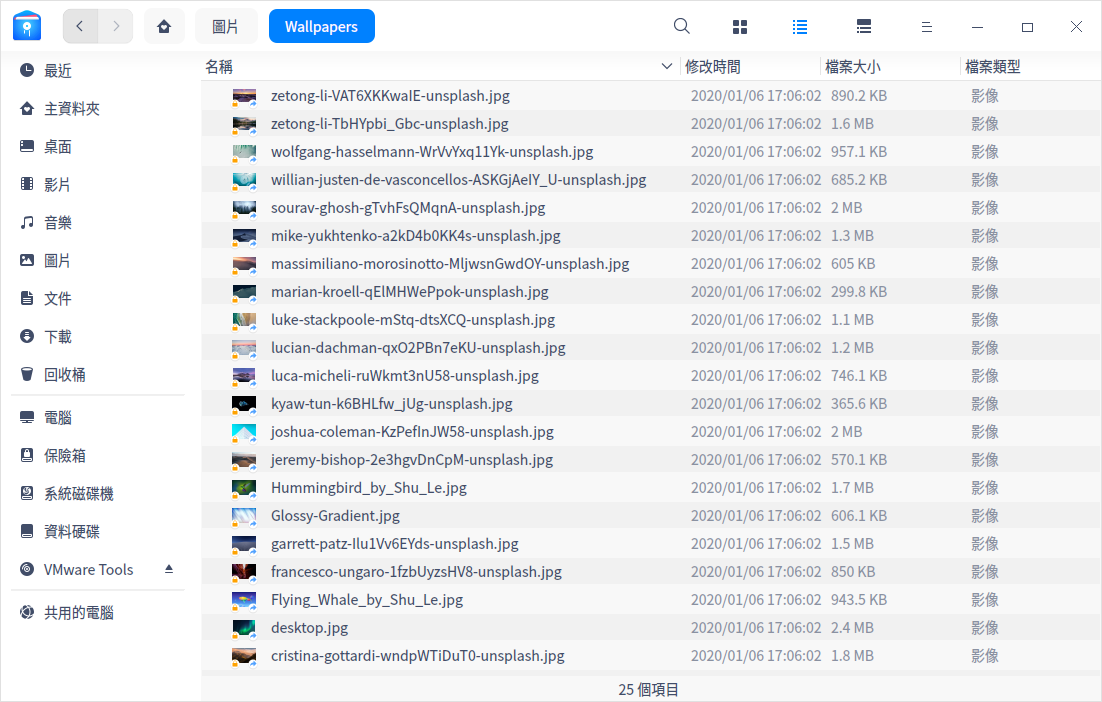 圖片
Wallpapers
名稱 修改時間 檔案大小 檔案類型
最近
主資料夾
桌面
影片
音樂
圖片
文件
下載
回收桶
電腦
保險箱
系統磁碟機
資料硬碟
VMware Tools
共用的電腦
zetong-li-VAT6XKKwaIE-unsplash.jpg 2020/01/06 17:06:02 890.2 KB 影像
zetong-li-TbHYpbi_Gbc-unsplash.jpg 2020/01/06 17:06:02 1.6 MB 影像
wolfgang-hasselmann-WrVvYxq11Yk-unsplash.jpg 2020/01/06 17:06:02 957.1 KB 影像
willian-justen-de-vasconcellos-ASKGjAeIY_U-unsplash.jpg 2020/01/06 17:06:02 685.2 KB 影像
sourav-ghosh-gTvhFsQMqnA-unsplash.jpg 2020/01/06 17:06:02 2 MB 影像
mike-yukhtenko-a2kD4b0KK4s-unsplash.jpg 2020/01/06 17:06:02 1.3 MB 影像
massimiliano-morosinotto-MljwsnGwdOY-unsplash.jpg 2020/01/06 17:06:02 605 KB 影像
marian-kroell-qElMHWePpok-unsplash.jpg 2020/01/06 17:06:02 299.8 KB 影像
luke-stackpoole-mStq-dtsXCQ-unsplash.jpg 2020/01/06 17:06:02 1.1 MB 影像
lucian-dachman-qxO2PBn7eKU-unsplash.jpg 2020/01/06 17:06:02 1.2 MB 影像
luca-micheli-ruWkmt3nU58-unsplash.jpg 2020/01/06 17:06:02 746.1 KB 影像
kyaw-tun-k6BHLfw_jUg-unsplash.jpg 2020/01/06 17:06:02 365.6 KB 影像
joshua-coleman-KzPefInJW58-unsplash.jpg 2020/01/06 17:06:02 2 MB 影像
jeremy-bishop-2e3hgvDnCpM-unsplash.jpg 2020/01/06 17:06:02 570.1 KB 影像
Hummingbird_by_Shu_Le.jpg 2020/01/06 17:06:02 1.7 MB 影像
Glossy-Gradient.jpg 2020/01/06 17:06:02 606.1 KB 影像
garrett-patz-Ilu1Vv6EYds-unsplash.jpg 2020/01/06 17:06:02 1.5 MB 影像
francesco-ungaro-1fzbUyzsHV8-unsplash.jpg 2020/01/06 17:06:02 850 KB 影像
Flying_Whale_by_Shu_Le.jpg 2020/01/06 17:06:02 943.5 KB 影像
desktop.jpg 2020/01/06 17:06:02 2.4 MB 影像
cristina-gottardi-wndpWTiDuT0-unsplash.jpg 2020/01/06 17:06:02 1.8 MB 影像
25 個項目